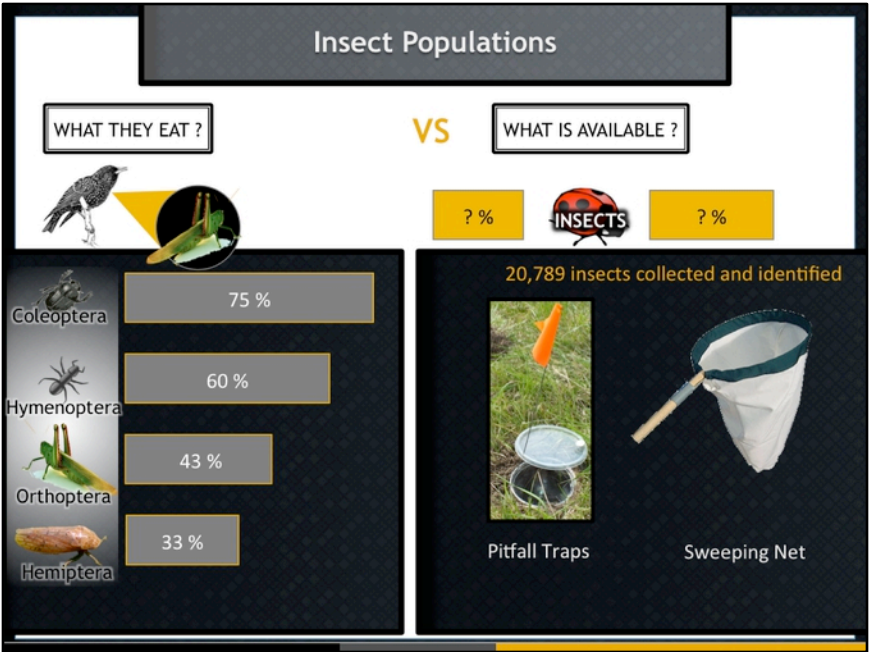 Insect Populations
WHAT THEY EAT ?
VS
WHAT IS AVAILABLE ?
? %
INSECTS
? %
Coleoptera
75 %
Hymenoptera
60 %
Orthoptera
43 %
Hemiptera
33 %
20,789 insects collected and identified
Pitfall Traps
Sweeping Net